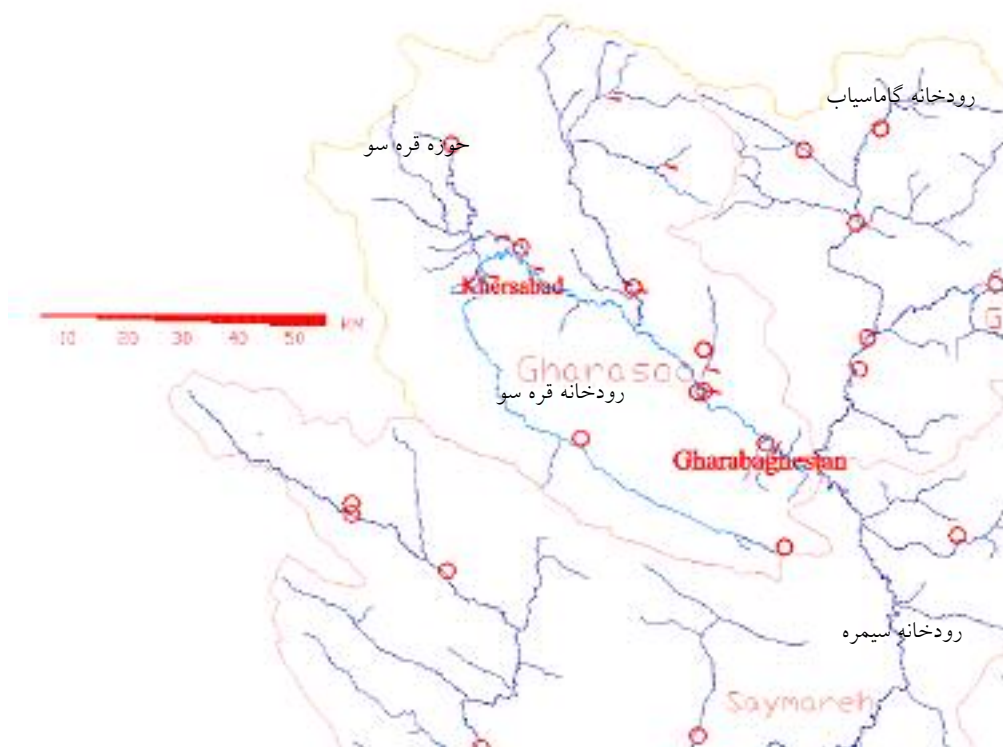 رودخانه گاماسیاب
حوزه قره سو
Khersabad
KM
10 20 30 40 50
Gharasoo
رودخانه قره سو
Gharabaghestan
رودخانه سیمره
Saymareh
G